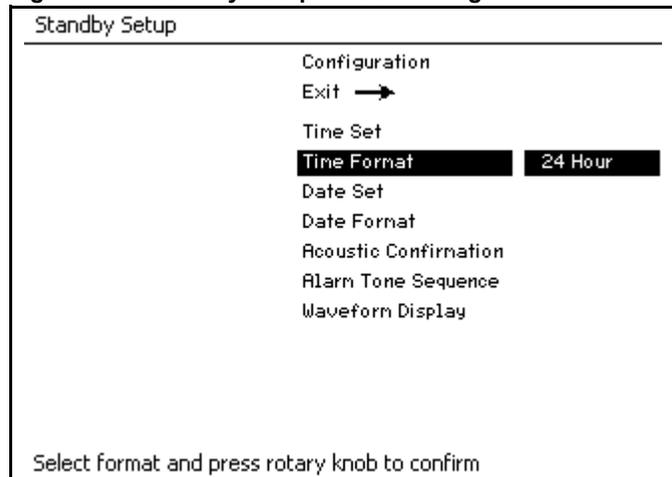 Standby Setup
Configuration
Exit
Time Set
Time Format 24 Hour
Date Set
Date Format
Acoustic Confirmation
Alarm Tone Sequence
Waveform Display
Select format and press rotary knob to confirm